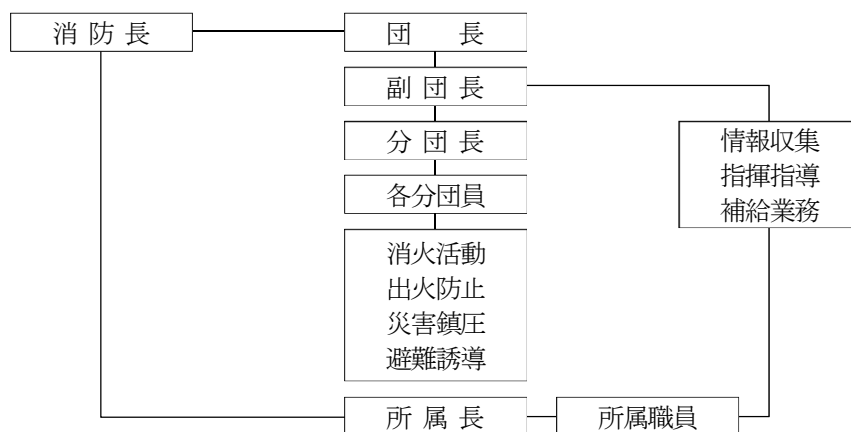 消防長
団長
副団長
分団長
各分団員
消火活動
出火防止
災害鎮圧
避難誘導
情報収集
指揮指導
補給業務
所属長
所属職員